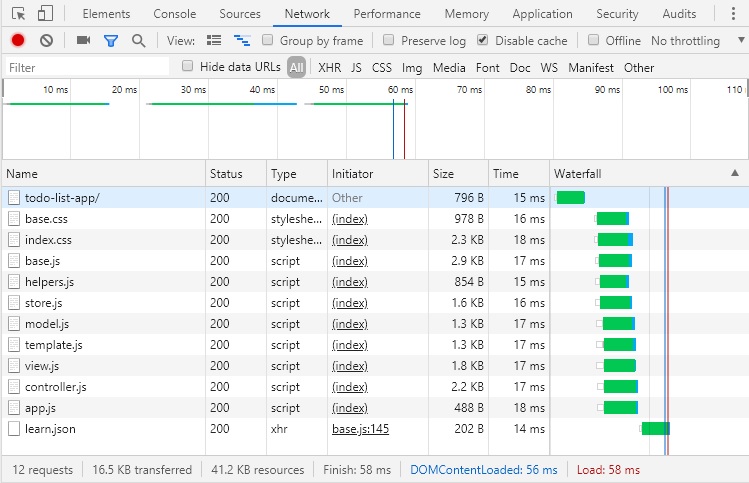 Elements Console Sources Network Performance Memory Application Security Audits
View: Group by frame Preserve log Disable cache Offline No throttling
Filter Hide data URLs All XHR JS CSS Img Media Font Doc WS Manifest Other
10 ms 20 ms 30 ms 40 ms 50 ms 60 ms 70 ms 80 ms 90 ms 100 ms 110
Name Status Type Initiator Size Time Waterfall
todo-list-app/ 200 docume... Other 796 B 15 ms
base.css 200 styleshe... (index) 978 B 16 ms
index.css 200 styleshe... (index) 2.3 KB 18 ms
base.js 200 script (index) 2.9 KB 17 ms
helpers.js 200 script (index) 854 B 15 ms
store.js 200 script (index) 1.6 KB 16 ms
model.js 200 script (index) 1.3 KB 17 ms
template.js 200 script (index) 1.3 KB 17 ms
view.js 200 script (index) 1.8 KB 17 ms
controller.js 200 script (index) 2.2 KB 17 ms
app.js 200 script (index) 488 B 18 ms
learn.json 200 xhr base.js:145 202 B 14 ms
12 requests 16.5 KB transferred 41.2 KB resources Finish: 58 ms DOMContentLoaded: 56 ms Load: 58 ms